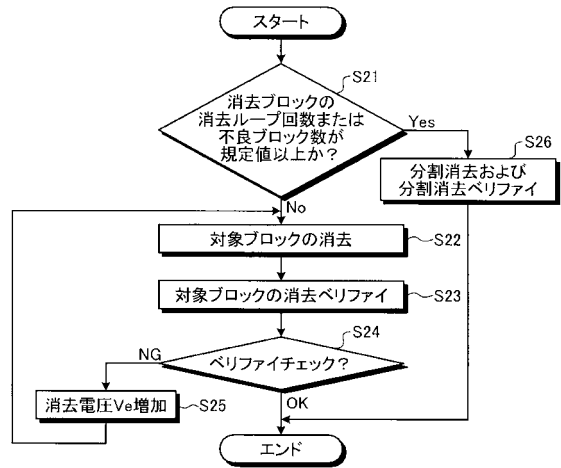 スタート
S21
消去ブロックの
消去ループ回数または
不良ブロック数が
規定値以上か？
Yes
S26
分割消去および
分割消去ベリファイ
No
対象ブロックの消去
S22
対象ブロックの消去ベリファイ
S23
S24
ベリファイチェック？
NG
消去電圧Ve増加
S25
OK
エンド